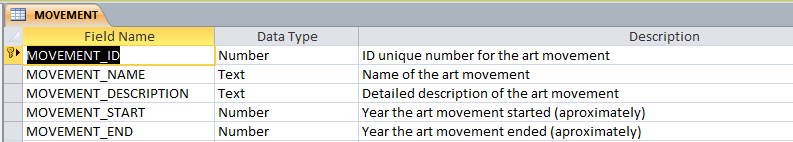 MOVEMENT
Field Name Data Type Description
MOVEMENT_ID Number ID unique number for the art movement
MOVEMENT_NAME Text Name of the art movement
MOVEMENT_DESCRIPTION Text Detailed description of the art movement
MOVEMENT_START Number Year the art movement started (aproximately)
MOVEMENT_END Number Year the art movement ended (aproximately)